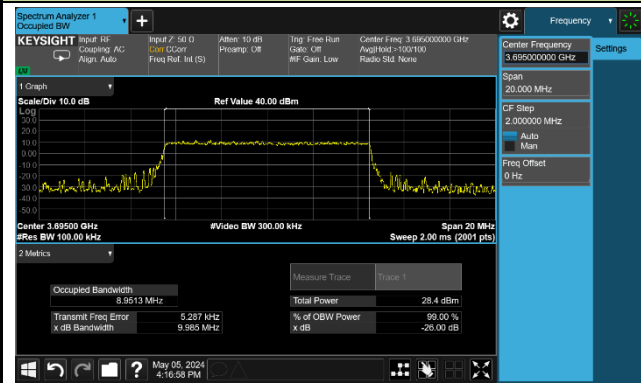 Spectrum Analyzer 1
Occupied BW
Frequency
KEYSIGHT
Input: RF
Coupling: AC
Align: Auto
Input Z: 50 Ω
Corr CCorr
Freq Ref: Int (S)
Atten: 10 dB
Preamp: Off
Trig: Free Run
Gate: Off
#IF Gain: Low
Center Freq: 3.695000000 GHz
Avg|Hold:>100/100
Radio Std: None
Center Frequency
3.695000000 GHz
Settings
Span
20.000 MHz
CF Step
2.000000 MHz
Auto
Man
Freq Offset
0 Hz
1 Graph
Scale/Div 10.0 dB
Ref Value 40.00 dBm
Log
30.0
20.0
10.0
0.00
-10.0
-20.0
-30.0
-40.0
-50.0
Center 3.69500 GHz
#Video BW 300.00 kHz
Span 20 MHz
#Res BW 100.00 kHz
Sweep 2.00 ms (2001 pts)
2 Metrics
Measure Trace
Trace 1
Occupied Bandwidth
8.9513 MHz
Total Power
28.4 dBm
Transmit Freq Error
5.287 kHz
% of OBW Power
99.00 %
x dB Bandwidth
9.985 MHz
x dB
-26.00 dB
May 05, 2024
4:16:58 PM